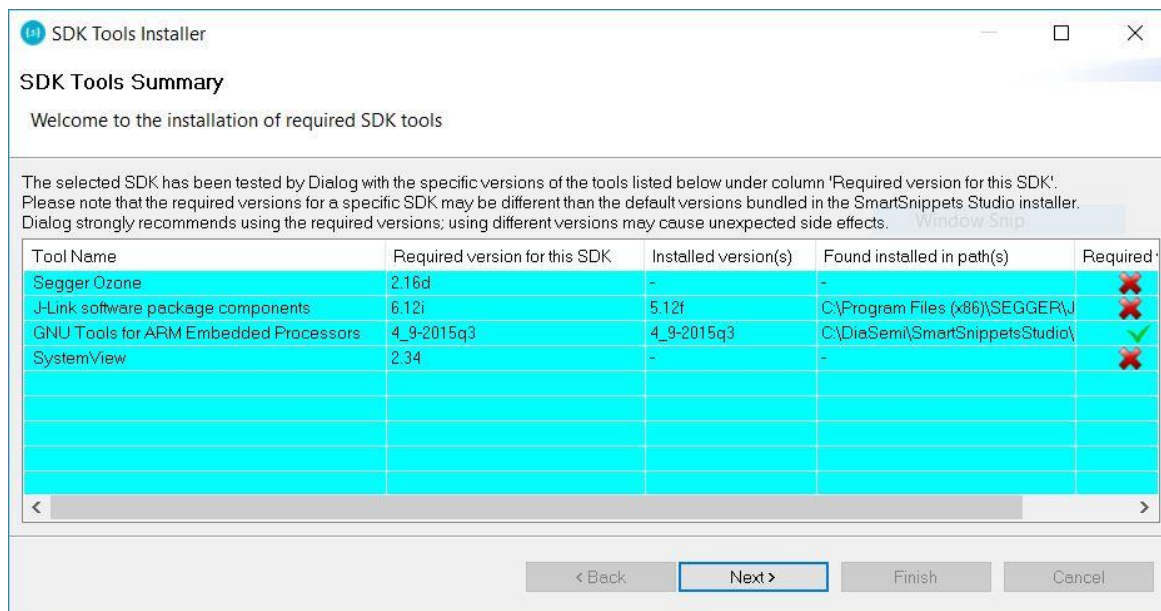 SDK Tools Installer
SDK Tools Summary
Welcome to the installation of required SDK tools
The selected SDK has been tested by Dialog with the specific versions of the tools listed below under column 'Required version for this SDK'.
Please note that the required versions for a specific SDK may be different than the default versions bundled in the SmartSnippets Studio installer.
Dialog strongly recommends using the required versions; using different versions may cause unexpected side effects.
Window Snip
Tool Name Required version for this SDK Installed version(s) Found installed in path(s) Required
Segger Ozone 2.16d - -
J-Link software package components 6.12i 5.12f C:\Program Files (x86)\SEGGER\J
GNU Tools for ARM Embedded Processors 4_9-2015q3 4_9-2015q3 C:\DiaSemi\SmartSnippetsStudio\
SystemView 2.34 - -
< Back Next > Finish Cancel